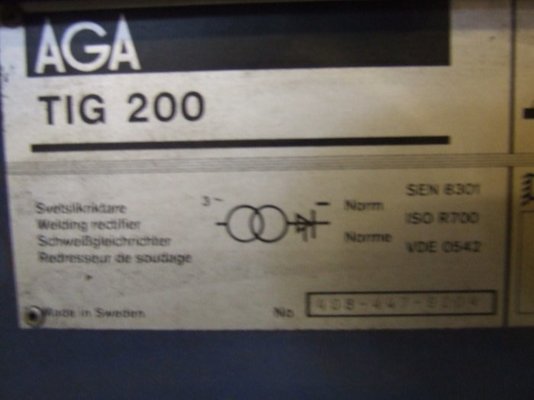 AGA
TIG 200
Svetslikriktare
Welding rectifier
Schweißgleichrichter
Redresseur de soudage
3~
Norm
Norme
SEN 8301
ISO R700
VDE 0542
Made in Sweden
No